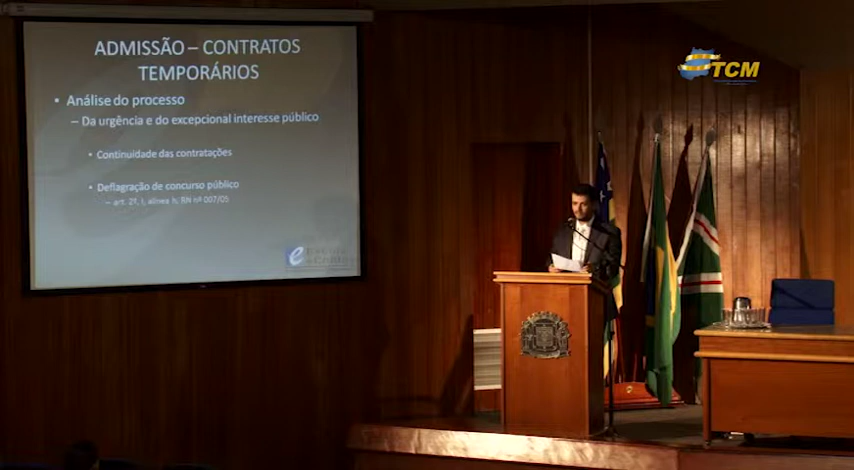 ADMISSÃO – CONTRATOS
TEMPORÁRIOS
• Análise do processo
– Da urgência e do excepcional interesse público
• Continuidade das contratações
• Deflagração de concurso público
– art. 2º, I, alínea h, RN nº 007/05
TCM